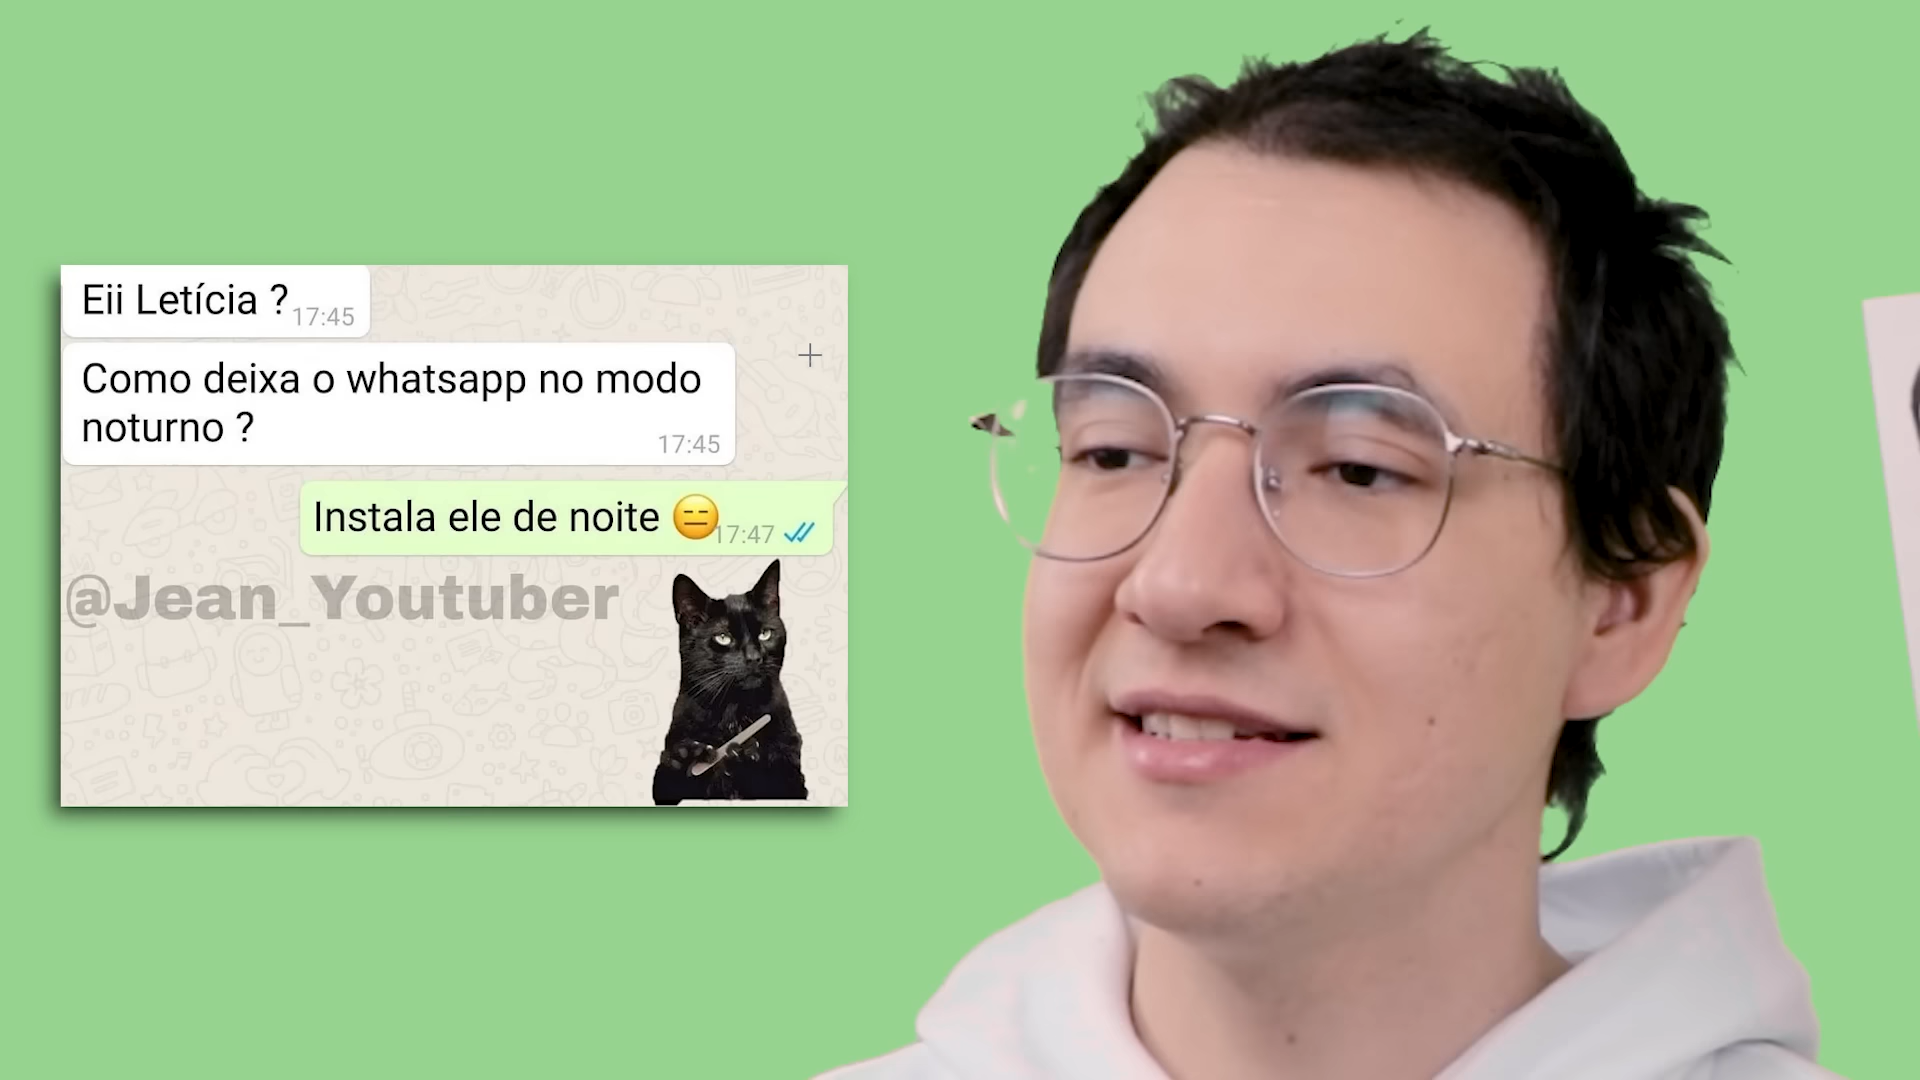 Eii Letícia ?
17:45
Como deixa o whatsapp no modo
noturno ?
17:45
Instala ele de noite 😑
17:47
@Jean_Youtuber